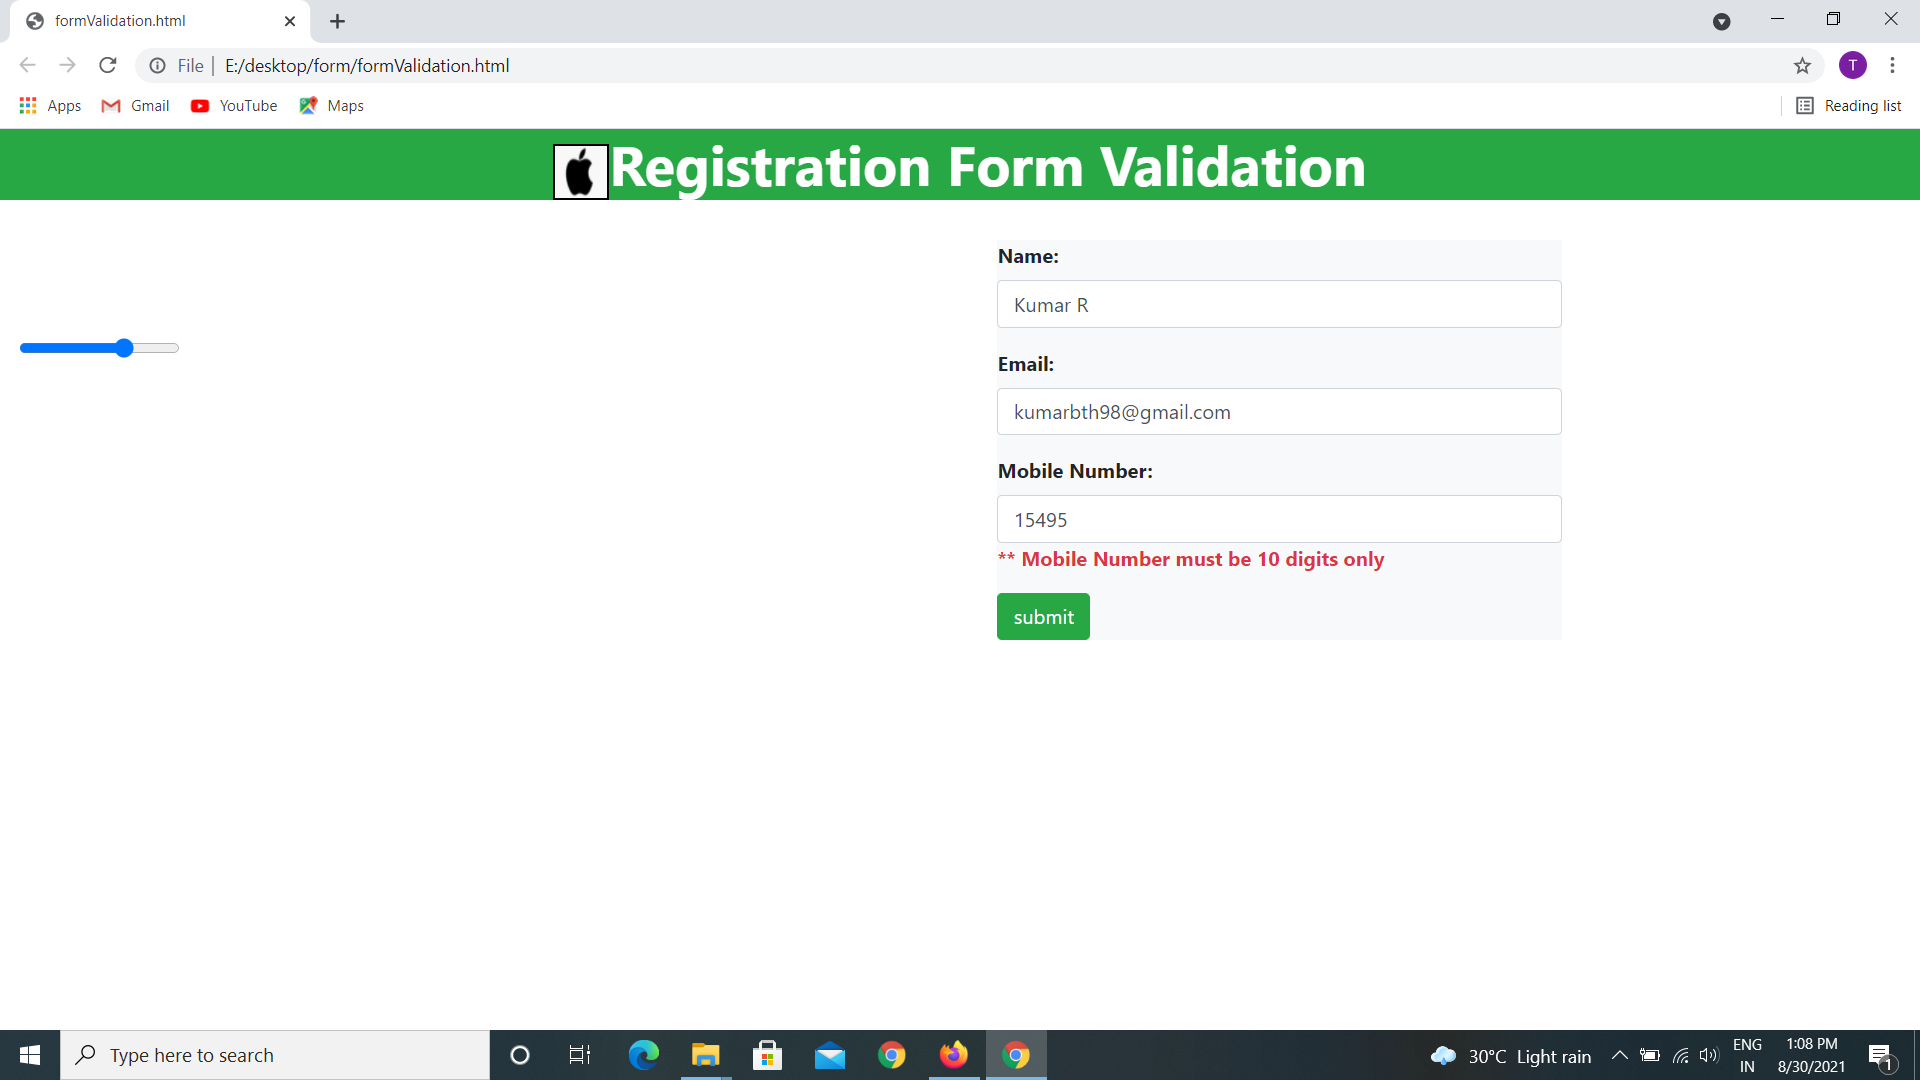 formValidation.html
File
E:/desktop/form/formValidation.html
T
Apps
Gmail
YouTube
Maps
Reading list
Registration Form Validation
Name:
Kumar R
Email:
kumarbth98@gmail.com
Mobile Number:
15495
** Mobile Number must be 10 digits only
submit
Type here to search
30°C Light rain
ENG
IN
1:08 PM
8/30/2021
1